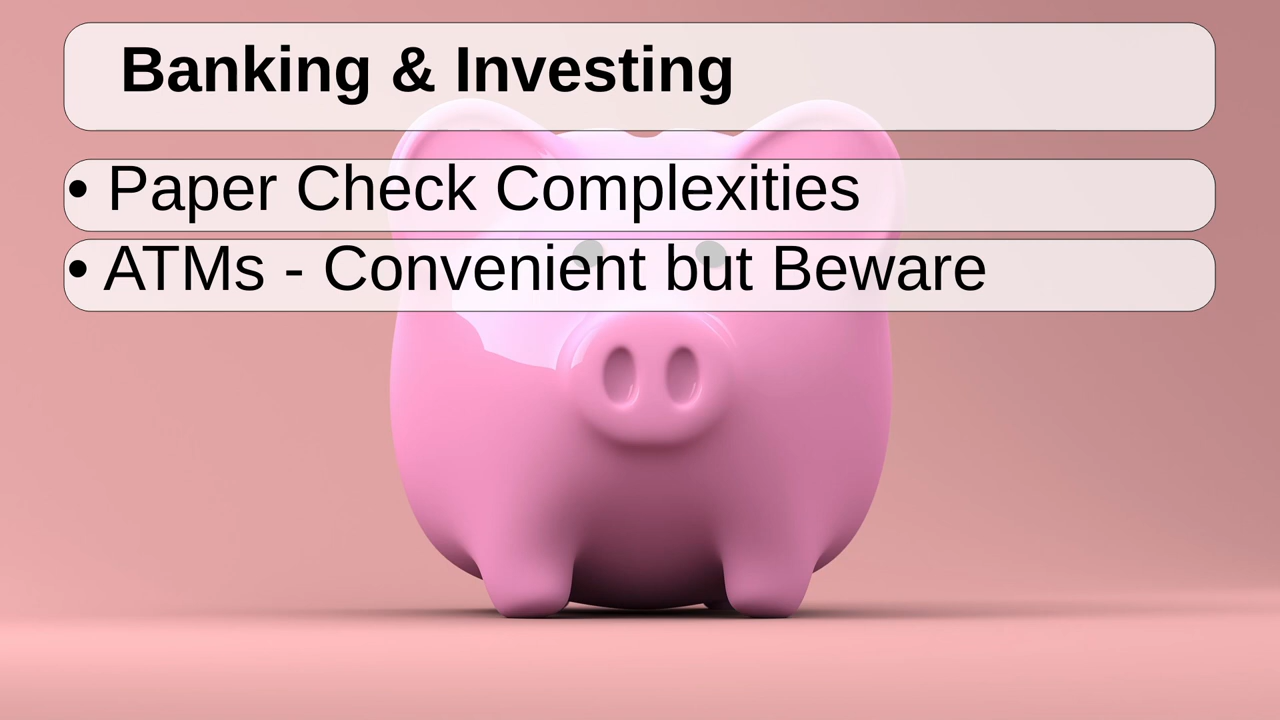 Banking & Investing
• Paper Check Complexities
• ATMs - Convenient but Beware